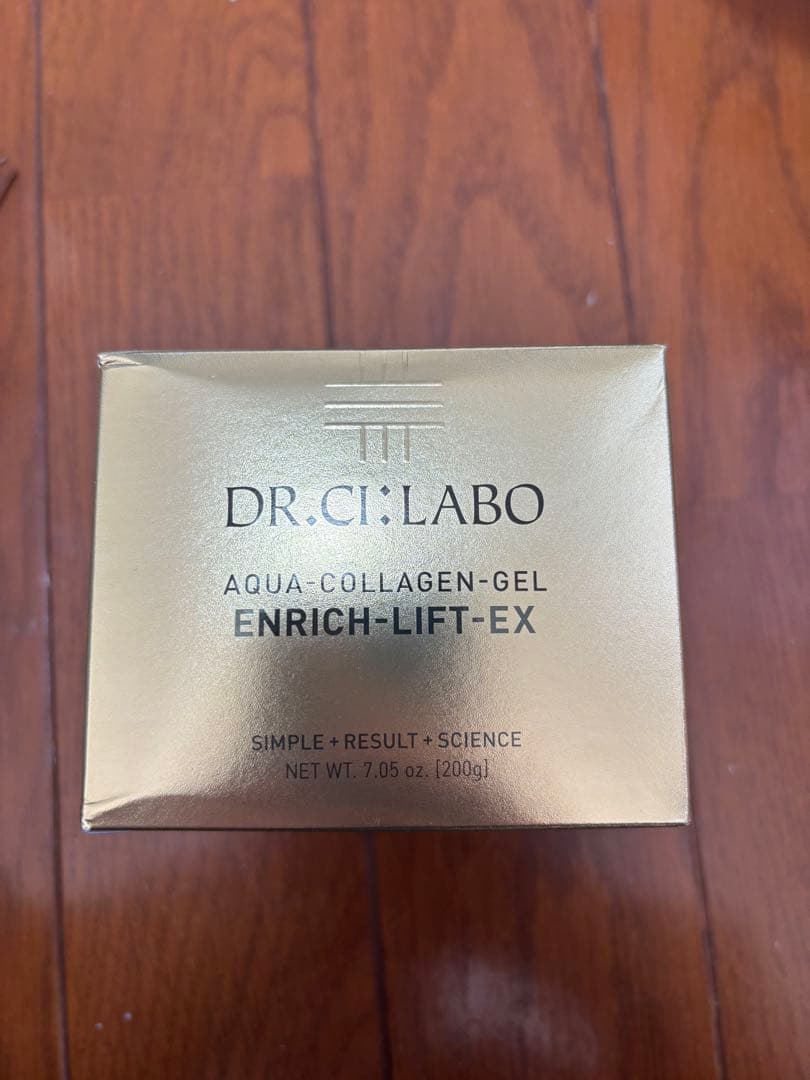 DR.CI:LABO
AQUA-COLLAGEN-GEL
ENRICH-LIFT-EX
SIMPLE + RESULT + SCIENCE
NET WT. 7.05 oz. [200g]